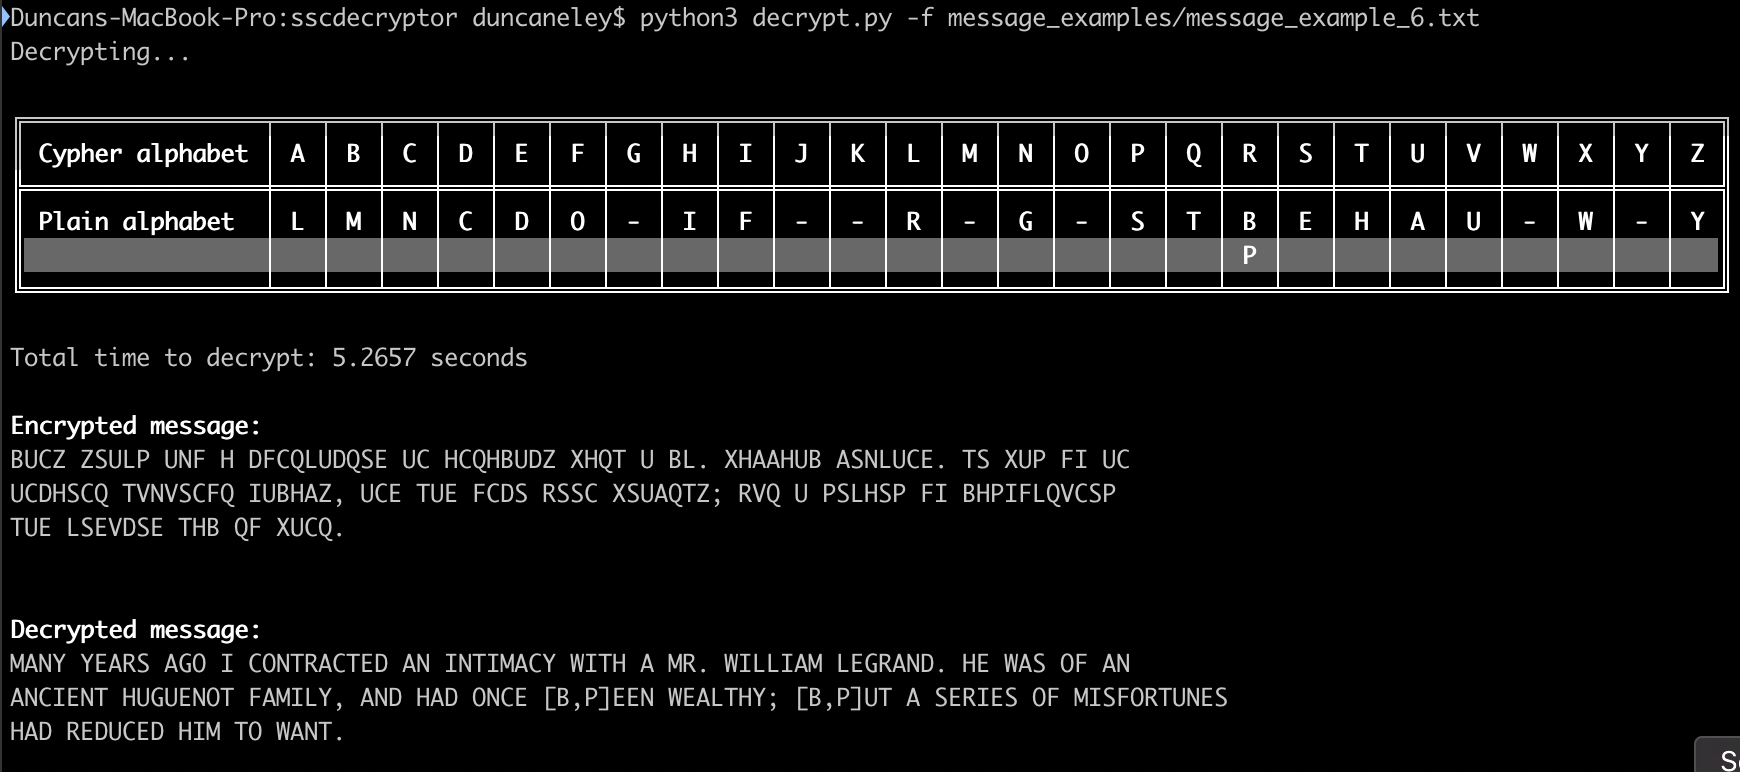 Duncans-MacBook-Pro:sscdecryptor duncaneley$ python3 decrypt.py -f message_examples/message_example_6.txt
Decrypting...
Cypher alphabet A B C D E F G H I J K L M N O P Q R S T U V W X Y Z
Plain alphabet L M N C D O - I F - - R - G - S T B E H A U - W - Y
P
Total time to decrypt: 5.2657 seconds
Encrypted message:
BUCZ ZSULP UNF H DFCQLUDQSE UC HCQHBUDZ XHQT U BL. XHAAHUB ASNLUCE. TS XUP FI UC
UCDHSCQ TVNVSCFQ IUBHAZ, UCE TUE FCDS RSSC XSUAQTZ; RVQ U PSLHSP FI BHPIFLQVCSP
TUE LSEVDSE THB QF XUCQ.
Decrypted message:
MANY YEARS AGO I CONTRACTED AN INTIMACY WITH A MR. WILLIAM LEGRAND. HE WAS OF AN
ANCIENT HUGUENOT FAMILY, AND HAD ONCE [B,P]EEN WEALTHY; [B,P]UT A SERIES OF MISFORTUNES
HAD REDUCED HIM TO WANT.